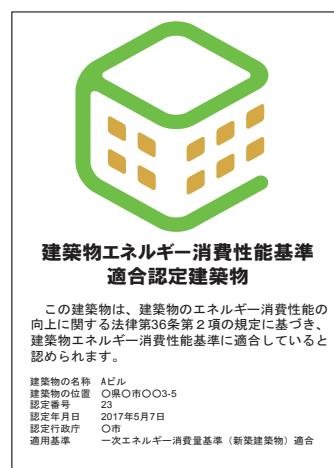 建築物エネルギー消費性能基準
適合認定建築物
この建築物は、建築物のエネルギー消費性能の
向上に関する法律第36条第２項の規定に基づき、
建築物エネルギー消費性能基準に適合していると
認められます。
建築物の名称 Aビル
建築物の位置 〇県〇市〇〇3-5
認定番号 23
認定年月日 2017年5月7日
認定行政庁 〇市
適用基準 一次エネルギー消費量基準（新築建築物）適合